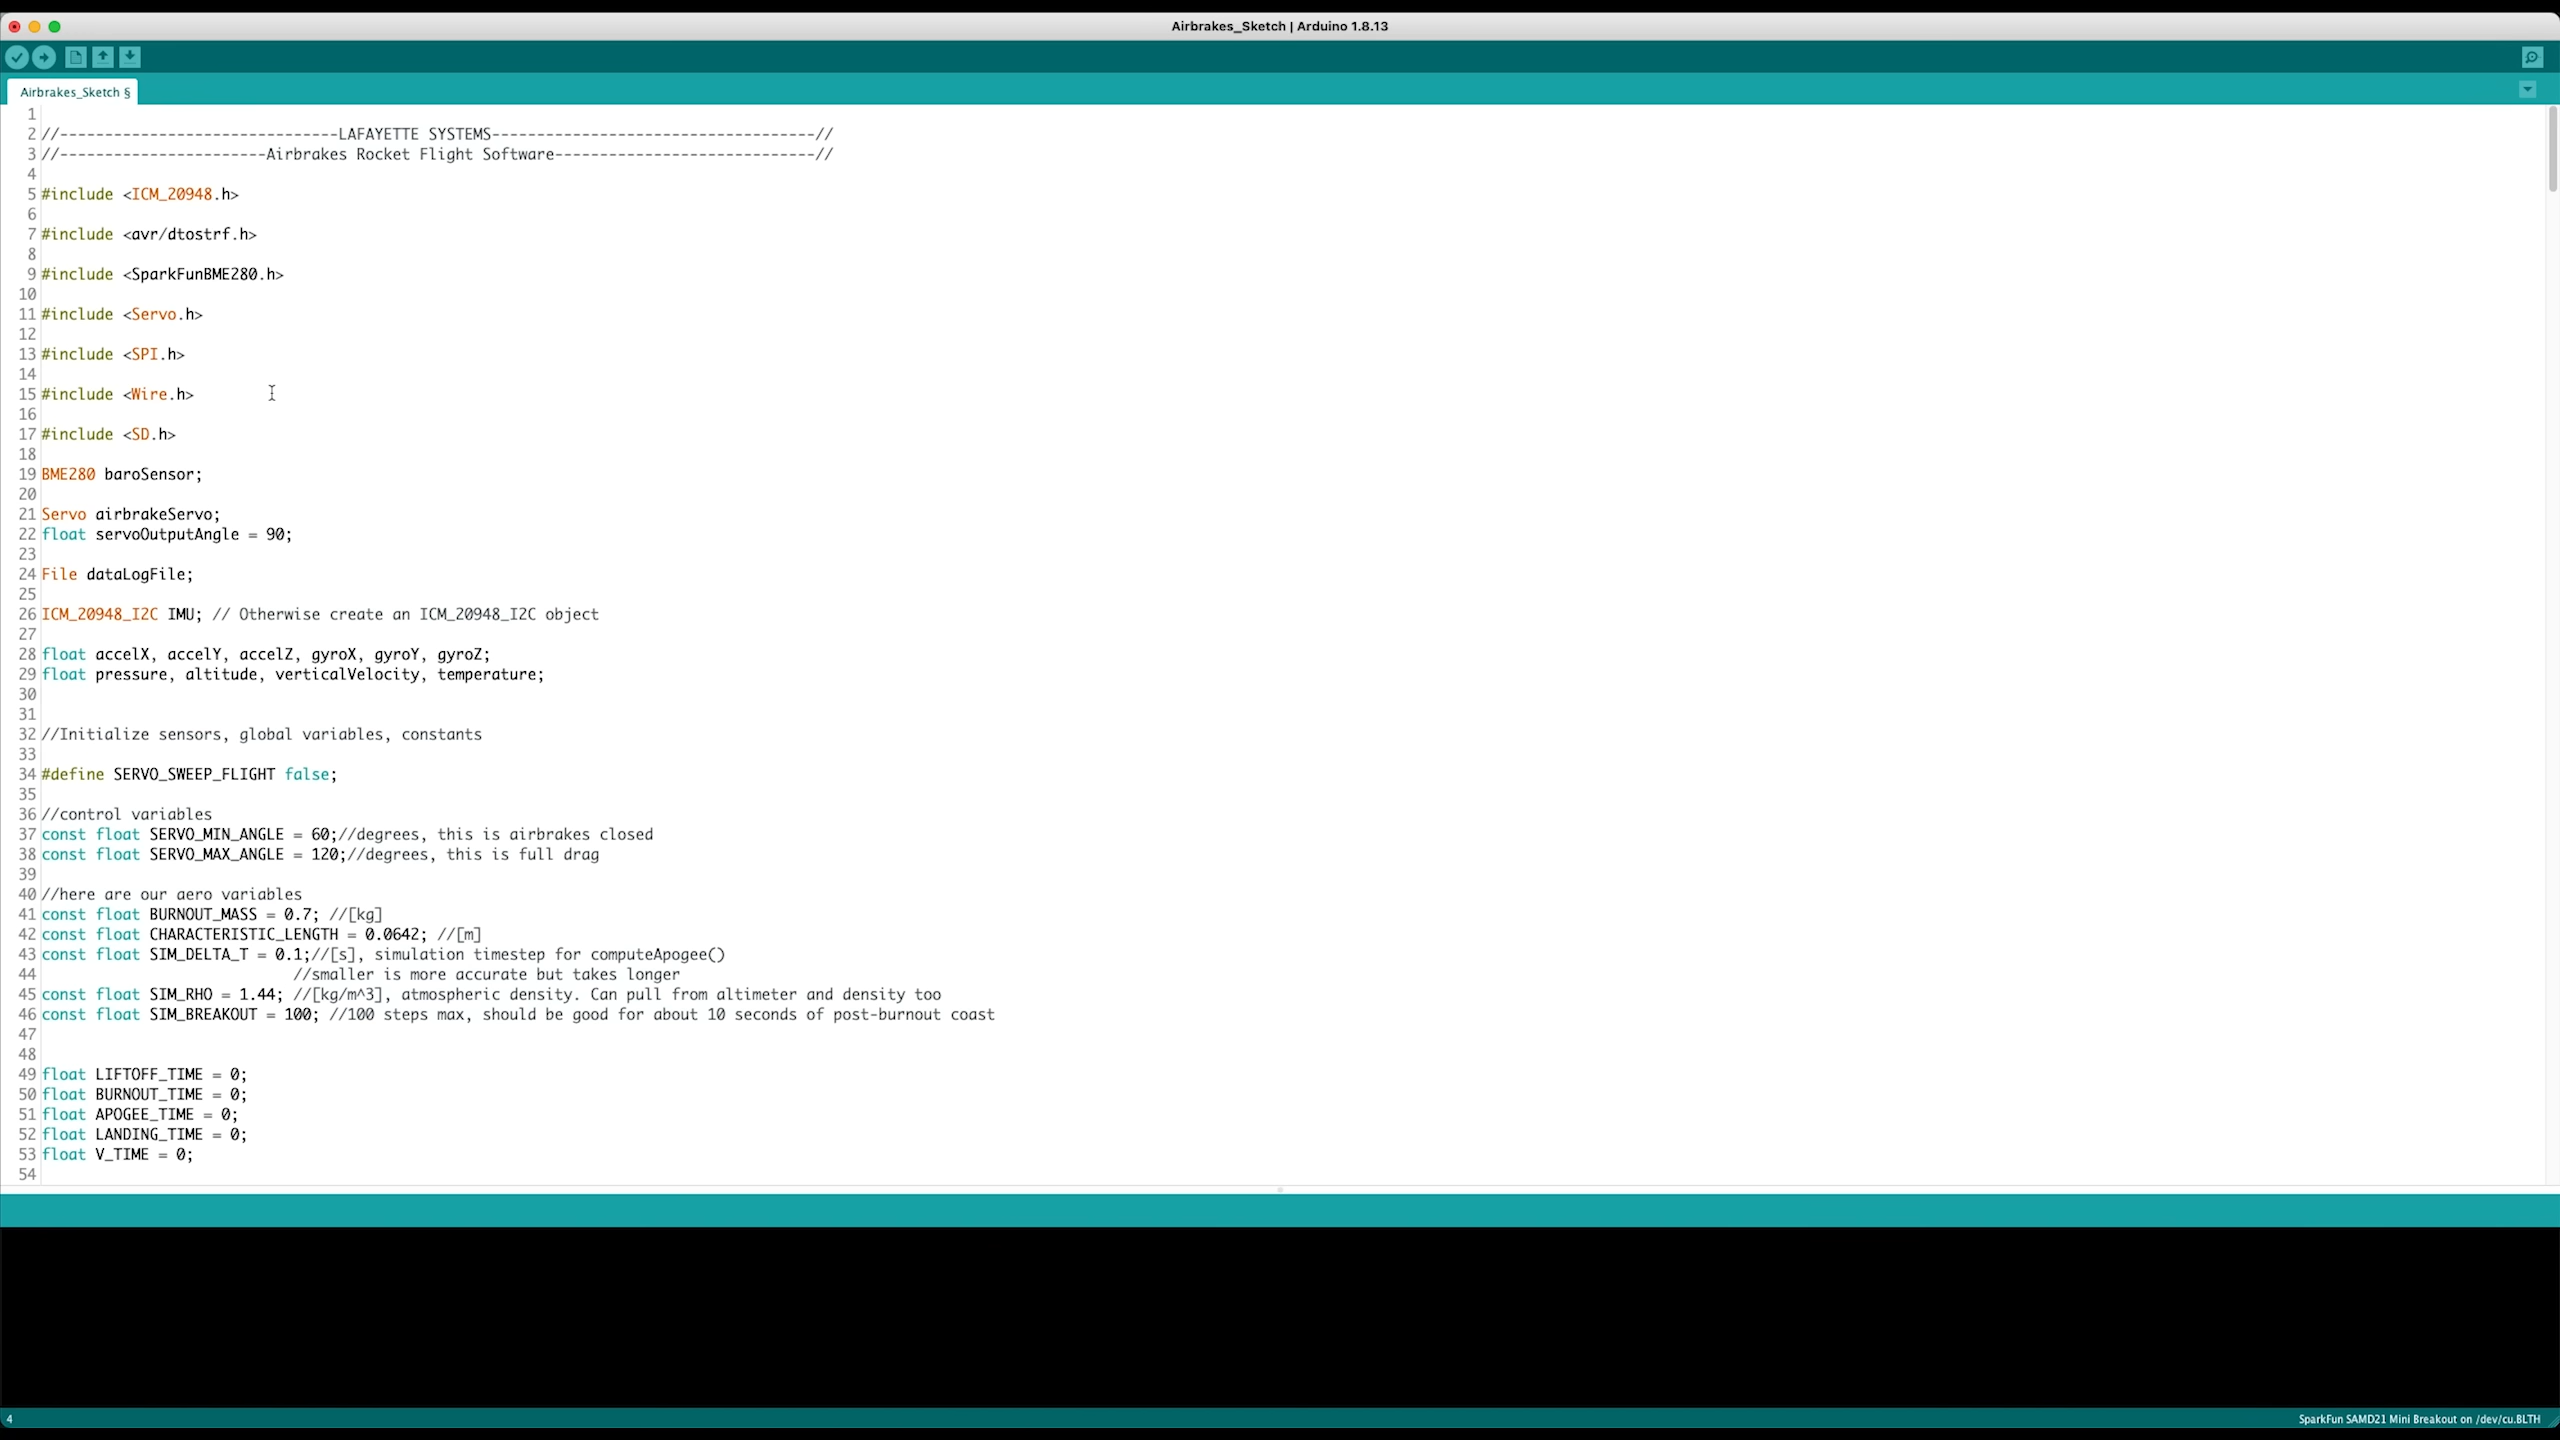 Airbrakes_Sketch | Arduino 1.8.13
Airbrakes_Sketch §
1
2 //-------------------------------LAFAYETTE SYSTEMS------------------------------------//
3 //-----------------------Airbrakes Rocket Flight Software-----------------------------//
4
5 #include <ICM_20948.h>
6
7 #include <avr/dtostrf.h>
8
9 #include <SparkFunBME280.h>
10
11 #include <Servo.h>
12
13 #include <SPI.h>
14
15 #include <Wire.h>
16
17 #include <SD.h>
18
19 BME280 baroSensor;
20
21 Servo airbrakeServo;
22 float servoOutputAngle = 90;
23
24 File dataLogFile;
25
26 ICM_20948_I2C IMU; // Otherwise create an ICM_20948_I2C object
27
28 float accelX, accelY, accelZ, gyroX, gyroY, gyroZ;
29 float pressure, altitude, verticalVelocity, temperature;
30
31
32 //Initialize sensors, global variables, constants
33
34 #define SERVO_SWEEP_FLIGHT false;
35
36 //control variables
37 const float SERVO_MIN_ANGLE = 60;//degrees, this is airbrakes closed
38 const float SERVO_MAX_ANGLE = 120;//degrees, this is full drag
39
40 //here are our aero variables
41 const float BURNOUT_MASS = 0.7; //[kg]
42 const float CHARACTERISTIC_LENGTH = 0.0642; //[m]
43 const float SIM_DELTA_T = 0.1;//[s], simulation timestep for computeApogee()
44 //smaller is more accurate but takes longer
45 const float SIM_RHO = 1.44; //[kg/m^3], atmospheric density. Can pull from altimeter and density too
46 const float SIM_BREAKOUT = 100; //100 steps max, should be good for about 10 seconds of post-burnout coast
47
48
49 float LIFTOFF_TIME = 0;
50 float BURNOUT_TIME = 0;
51 float APOGEE_TIME = 0;
52 float LANDING_TIME = 0;
53 float V_TIME = 0;
54
4
SparkFun SAMD21 Mini Breakout on /dev/cu.BLTH